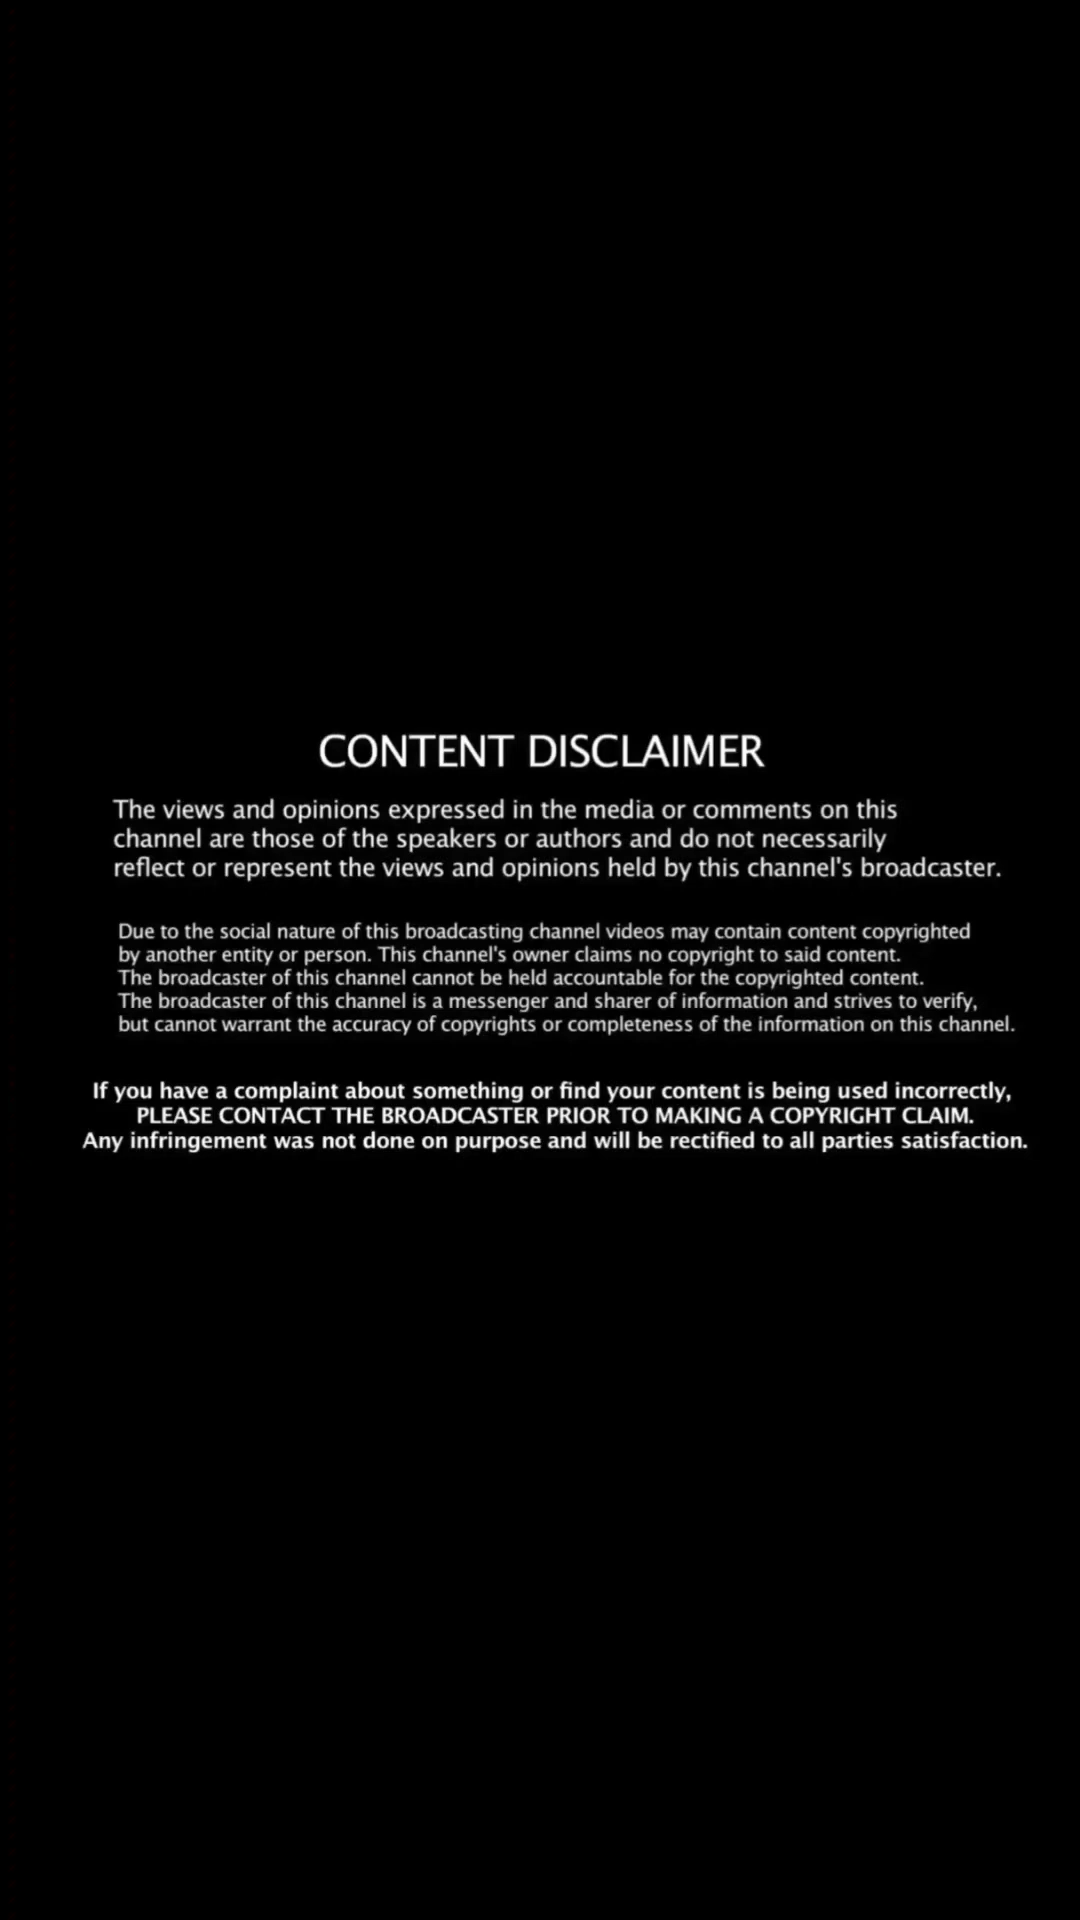 CONTENT DISCLAIMER
The views and opinions expressed in the media or comments on this
channel are those of the speakers or authors and do not necessarily
reflect or represent the views and opinions held by this channel's broadcaster.
Due to the social nature of this broadcasting channel videos may contain content copyrighted
by another entity or person. This channel's owner claims no copyright to said content.
The broadcaster of this channel cannot be held accountable for the copyrighted content.
The broadcaster of this channel is a messenger and sharer of information and strives to verify,
but cannot warrant the accuracy of copyrights or completeness of the information on this channel.
If you have a complaint about something or find your content is being used incorrectly,
PLEASE CONTACT THE BROADCASTER PRIOR TO MAKING A COPYRIGHT CLAIM.
Any infringement was not done on purpose and will be rectified to all parties satisfaction.